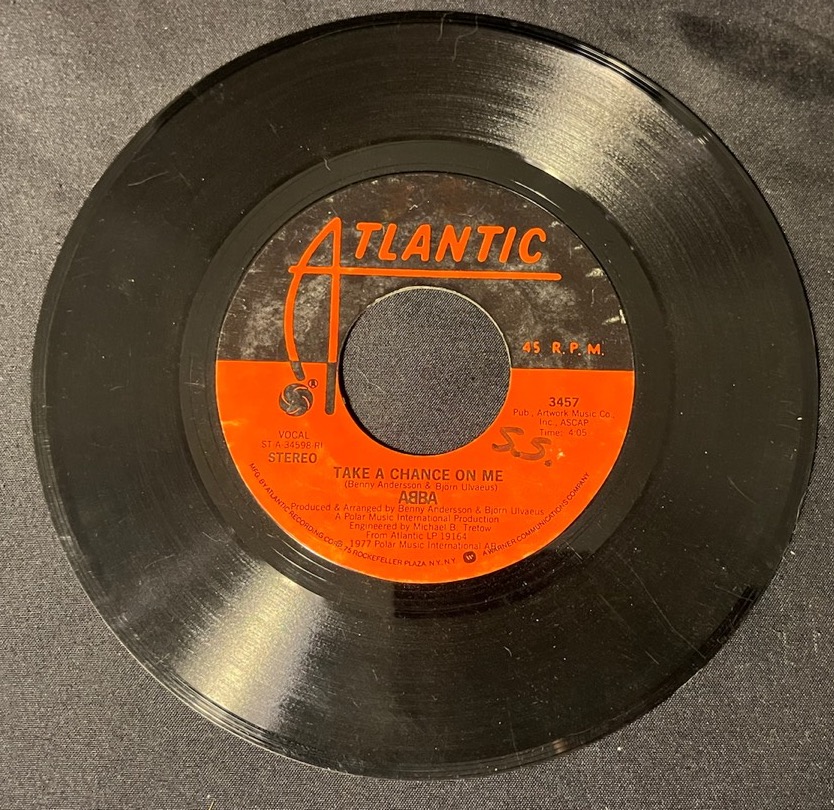 ATLANTIC
45 R.P.M.
®
3457
Pub., Artwork Music Co.,
Inc., ASCAP
Time: 4:05
S.S.
VOCAL
ST-A-34598-RI
STEREO
TAKE A CHANCE ON ME
(Benny Andersson & Björn Ulvaeus)
ABBA
Produced & Arranged by Benny Andersson & Björn Ulvaeus
A Polar Music International Production
Engineered by Michael B. Tretow
From Atlantic LP 19164
℗ 1977 Polar Music International AB
MFG. BY ATLANTIC RECORDING CO., 75 ROCKEFELLER PLAZA, N.Y., N.Y. W A WARNER COMMUNICATIONS COMPANY